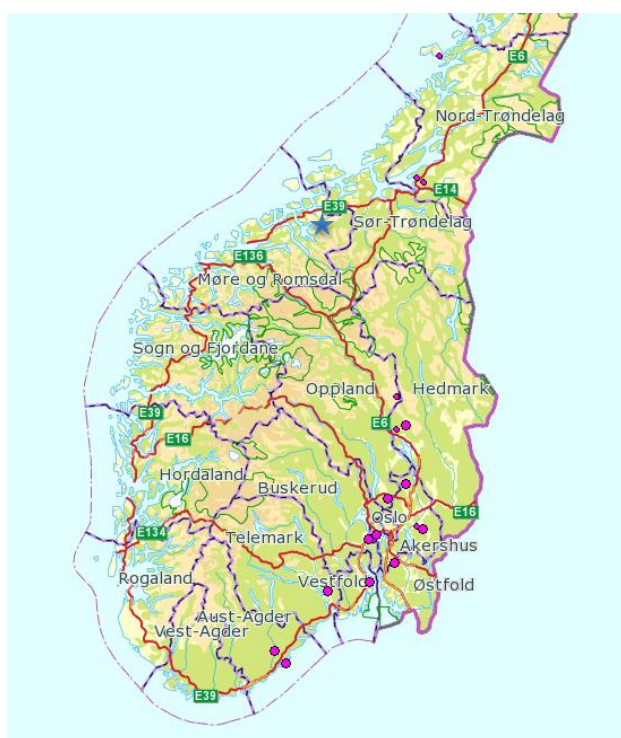 E6
Nord-Trøndelag
E14
E39
Sør-Trøndelag
E136
Møre og Romsdal
Sogn og Fjordane
Oppland
Hedmark
E39
E6
E16
Hordaland
Buskerud
E16
Oslo
E134
Telemark
Akershus
Rogaland
Vestfold
Østfold
Aust-Agder
Vest-Agder
E39